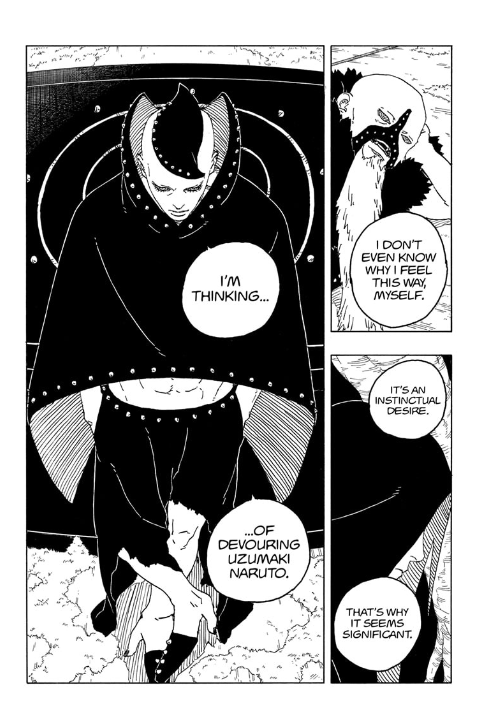 I DON'T
EVEN KNOW
WHY I FEEL
THIS WAY,
MYSELF.
IT'S AN
INSTINCTUAL
DESIRE.
THAT'S WHY
IT SEEMS
SIGNIFICANT.
I'M
THINKING...
...OF
DEVOURING
UZUMAKI
NARUTO.